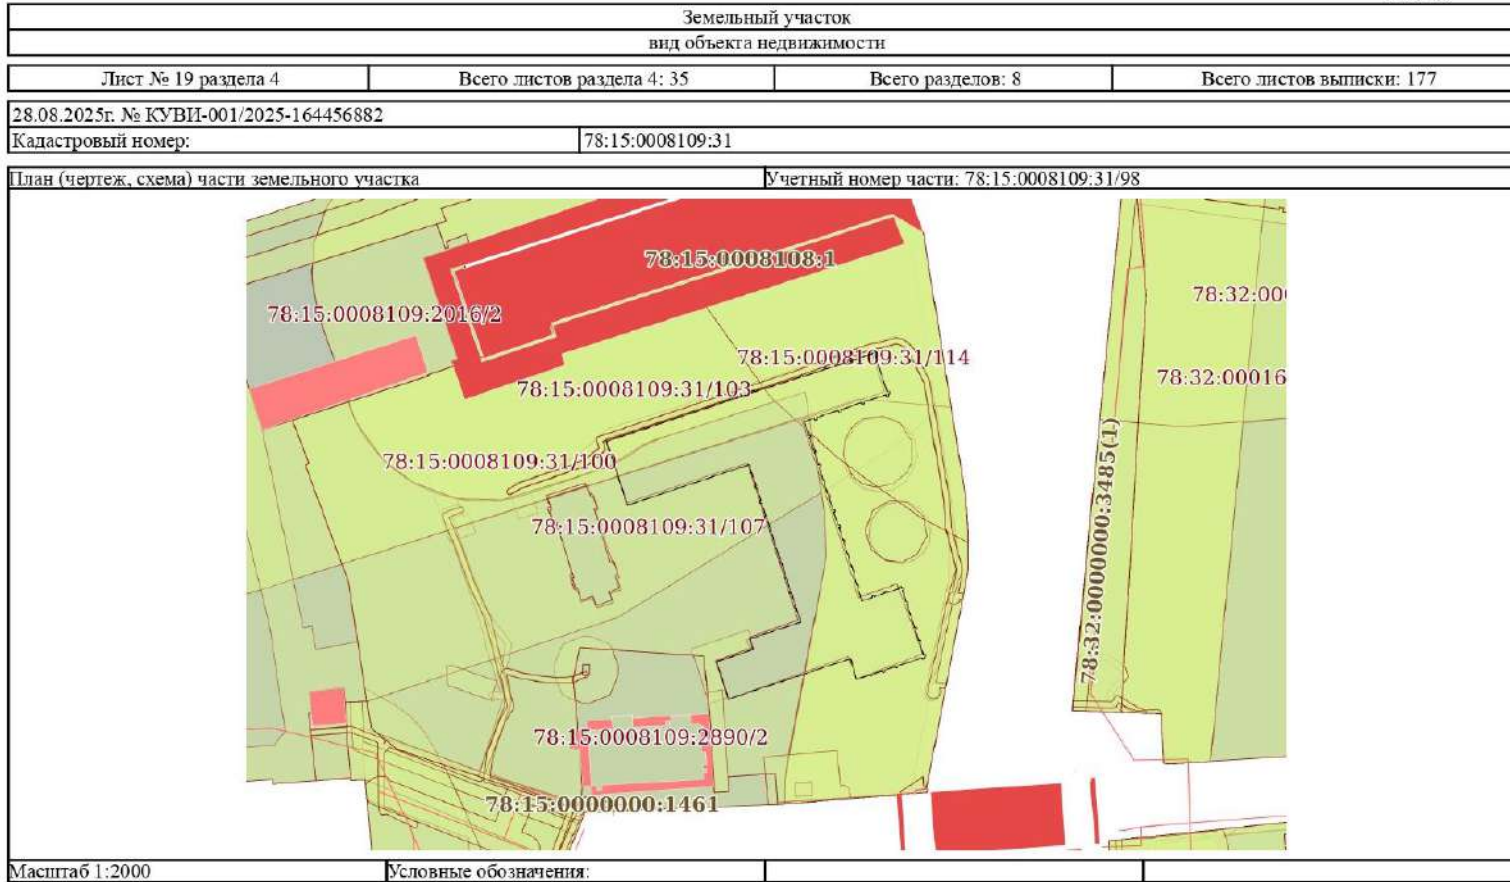 Земельный участок
вид объекта недвижимости
Лист № 19 раздела 4 Всего листов раздела 4: 35 Всего разделов: 8 Всего листов выписки: 177
28.08.2025г. № КУВИ-001/2025-164456882
Кадастровый номер: 78:15:0008109:31
План (чертеж, схема) части земельного участка Учетный номер части: 78:15:0008109:31/98
78:15:0008108:1
78:32:00
78:15:0008109:2016/2
78:15:0008109:31/114
78:32:00016
78:15:0008109:31/103
78:15:0008109:31/100
78:15:0008109:31/107
78:32:0000000:3485(1)
78:15:0008109:2890/2
78:15:0000000:1461
Масштаб 1:2000 Условные обозначения: